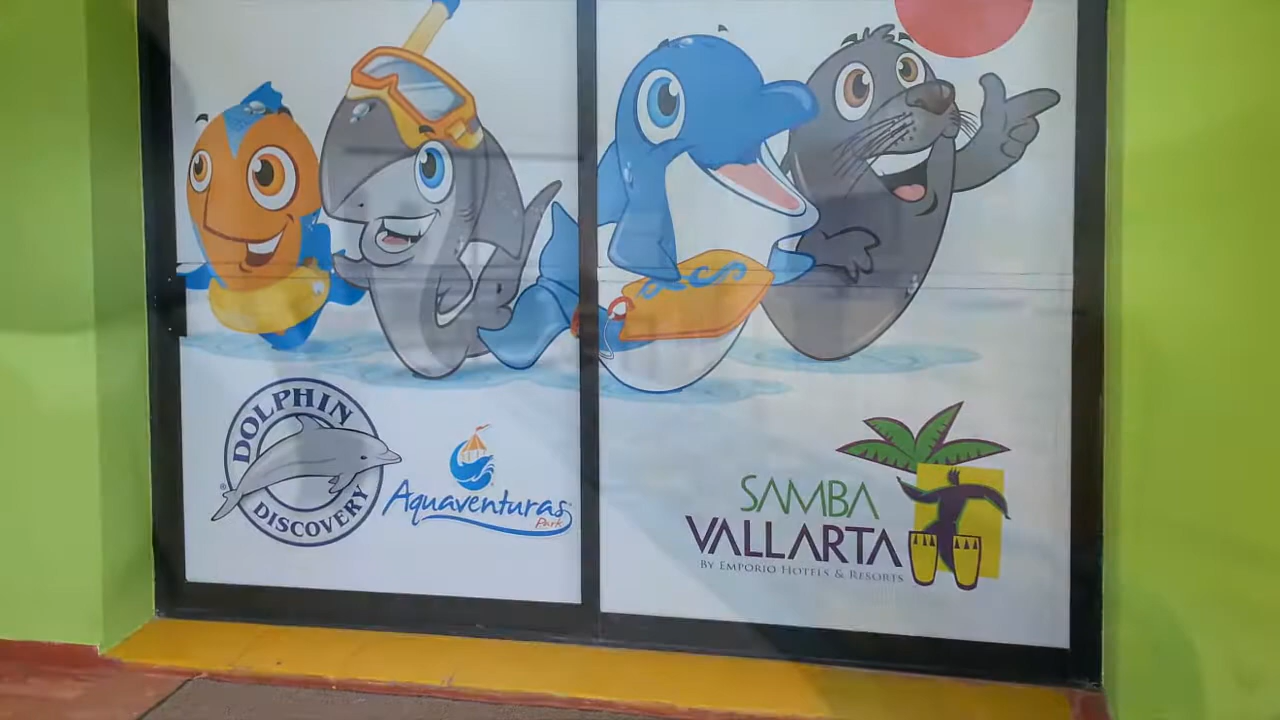 DOLPHIN
DISCOVERY
®
Aquaventuras
Park
SAMBA
VALLARTA
BY EMPORIO HOTELS & RESORTS